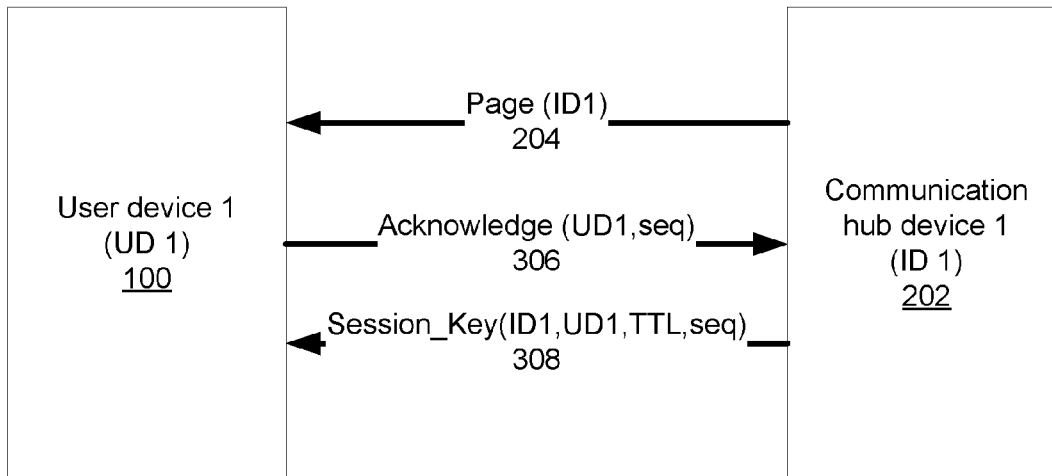 User device 1
(UD 1)
100
Page (ID1)
204
Acknowledge (UD1,seq)
306
Session_Key(ID1,UD1,TTL,seq)
308
Communication
hub device 1
(ID 1)
202